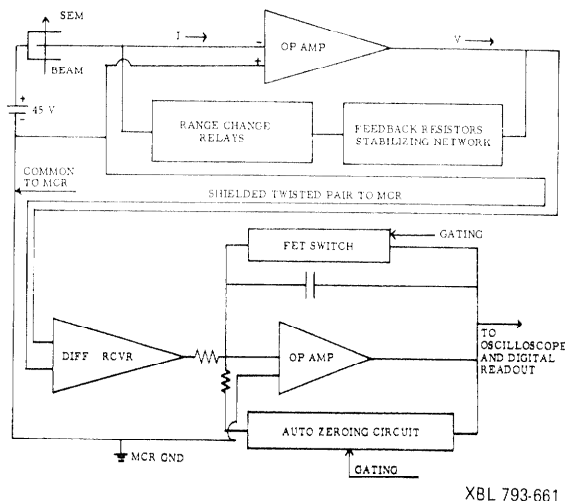 SEM
I
-
+
OP AMP
V
BEAM
+
45 V
-
RANGE CHANGE
RELAYS
FEEDBACK RESISTORS
STABILIZING NETWORK
COMMON
TO MCR
SHIELDED TWISTED PAIR TO MCR
GATING
FET SWITCH
DIFF RCVR
OP AMP
TO
OSCILLOSCOPE
AND DIGITAL
READOUT
AUTO ZEROING CIRCUIT
MCR GND
GATING
XBL 793-661